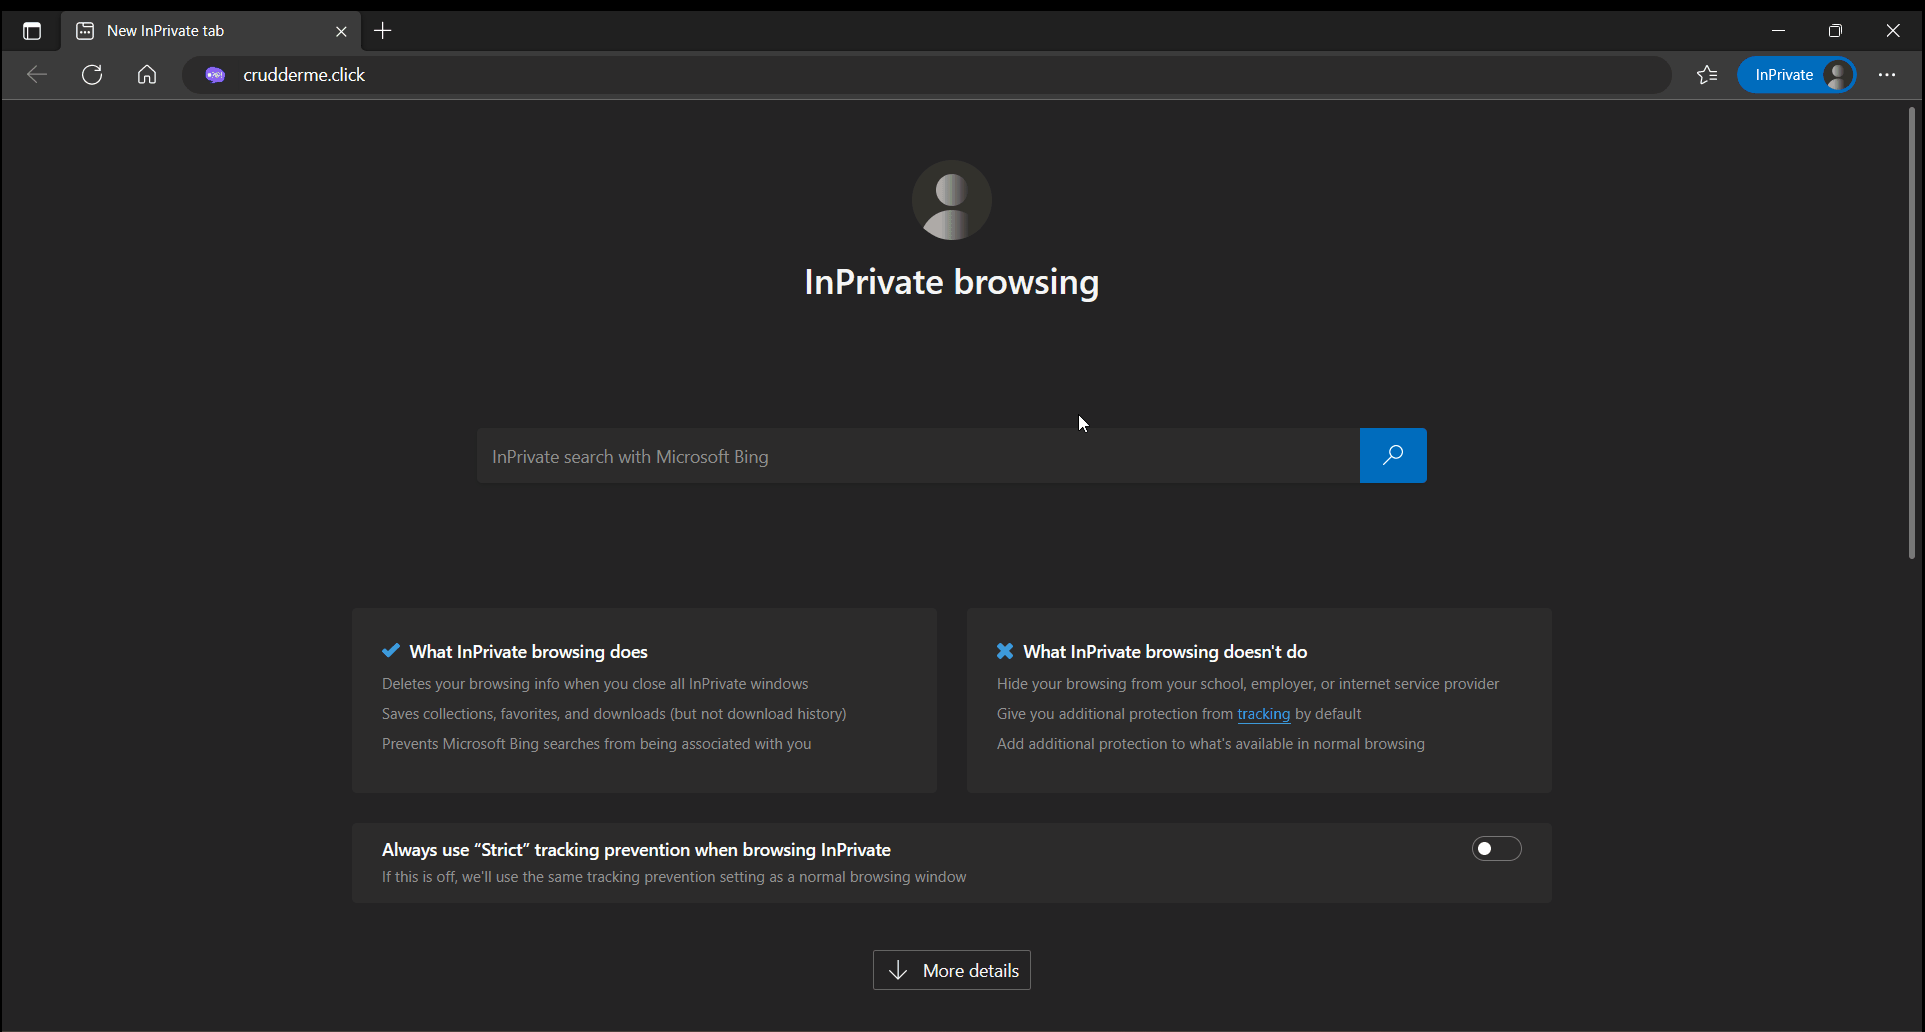 New InPrivate tab
crudderme.click
InPrivate
InPrivate browsing
InPrivate search with Microsoft Bing
What InPrivate browsing does
Deletes your browsing info when you close all InPrivate windows
Saves collections, favorites, and downloads (but not download history)
Prevents Microsoft Bing searches from being associated with you
What InPrivate browsing doesn't do
Hide your browsing from your school, employer, or internet service provider
Give you additional protection from tracking by default
Add additional protection to what's available in normal browsing
Always use “Strict” tracking prevention when browsing InPrivate
If this is off, we'll use the same tracking prevention setting as a normal browsing window
More details